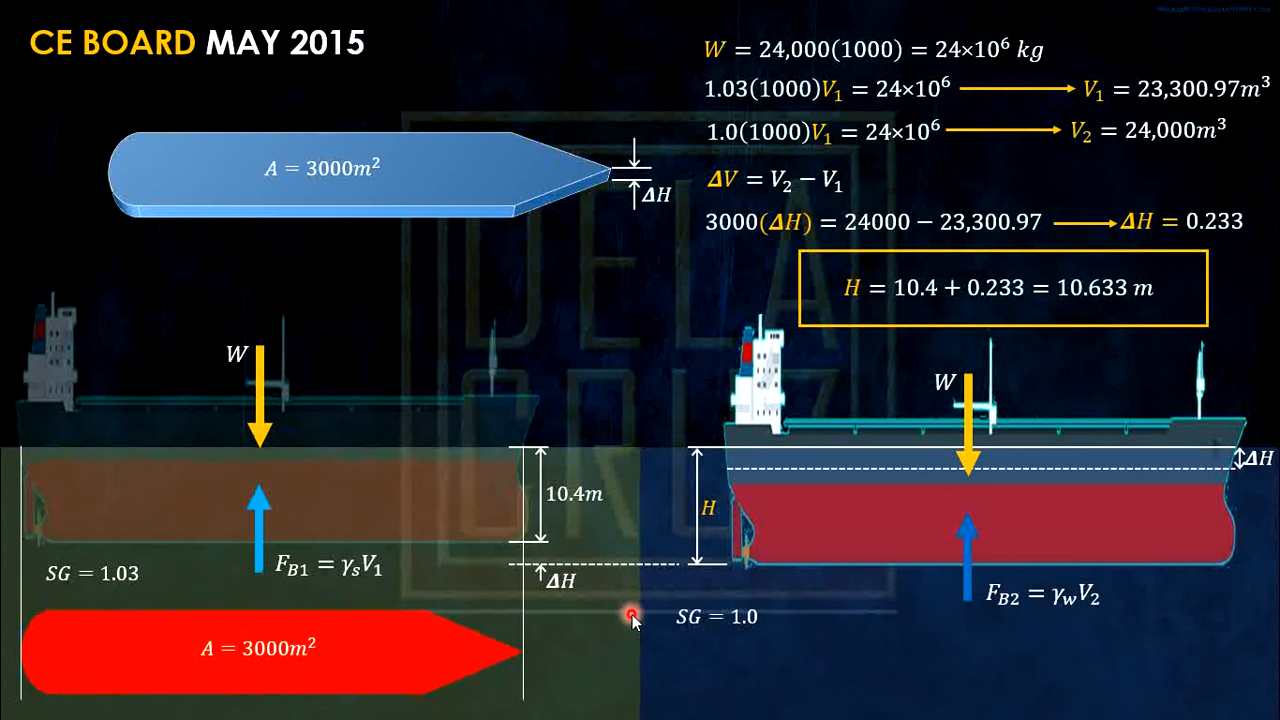 CE BOARD MAY 2015
W = 24,000(1000) = 24×10⁶ kg
1.03(1000)V₁ = 24×10⁶ → V₁ = 23,300.97m³
1.0(1000)V₁ = 24×10⁶ → V₂ = 24,000m³
ΔV = V₂ − V₁
3000(ΔH) = 24000 − 23,300.97 → ΔH = 0.233
H = 10.4 + 0.233 = 10.633 m
A = 3000m²
ΔH
DELA
CRUZ
W
10.4m
F_B1 = γₛV₁
SG = 1.03
ΔH
A = 3000m²
W
ΔH
H
F_B2 = γ_wV₂
SG = 1.0